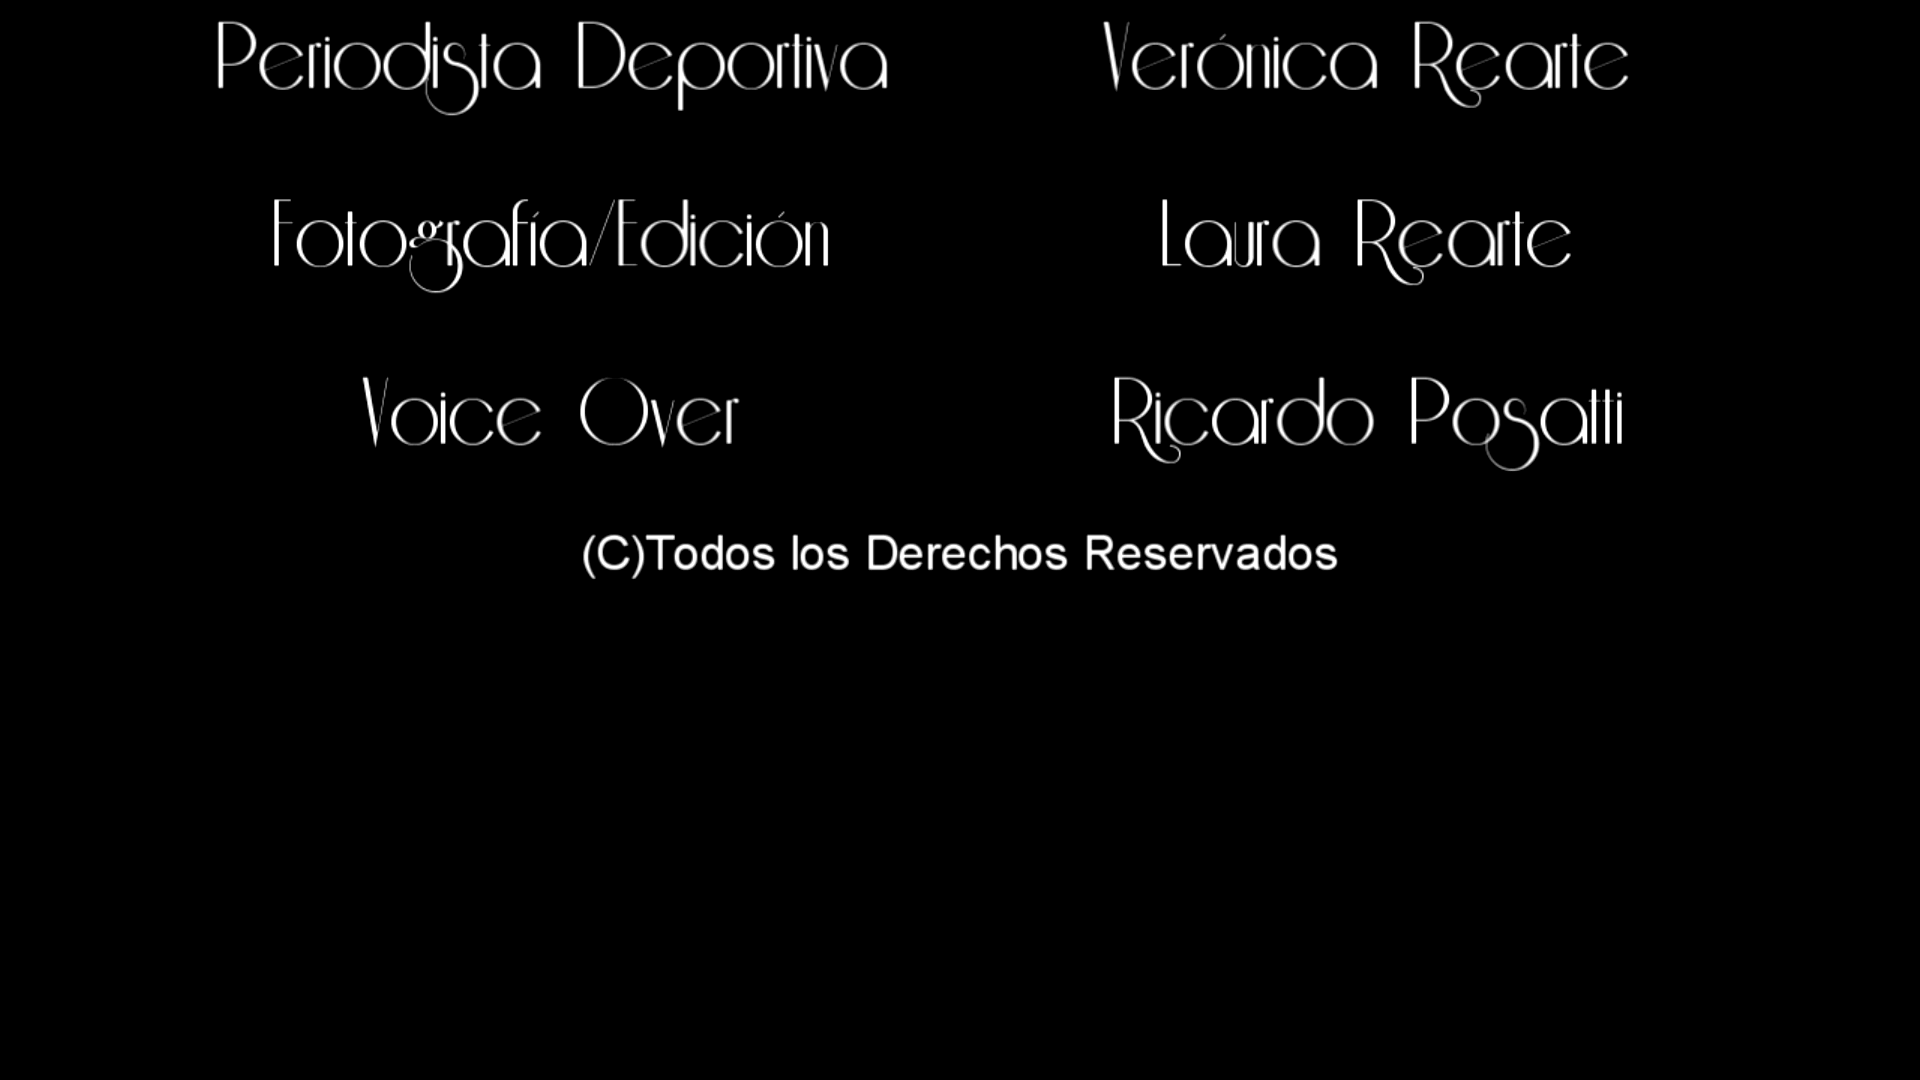 Periodista Deportiva Verónica Rearte
Fotografía/Edición Laura Rearte
Voice Over Ricardo Posatti
(C)Todos los Derechos Reservados